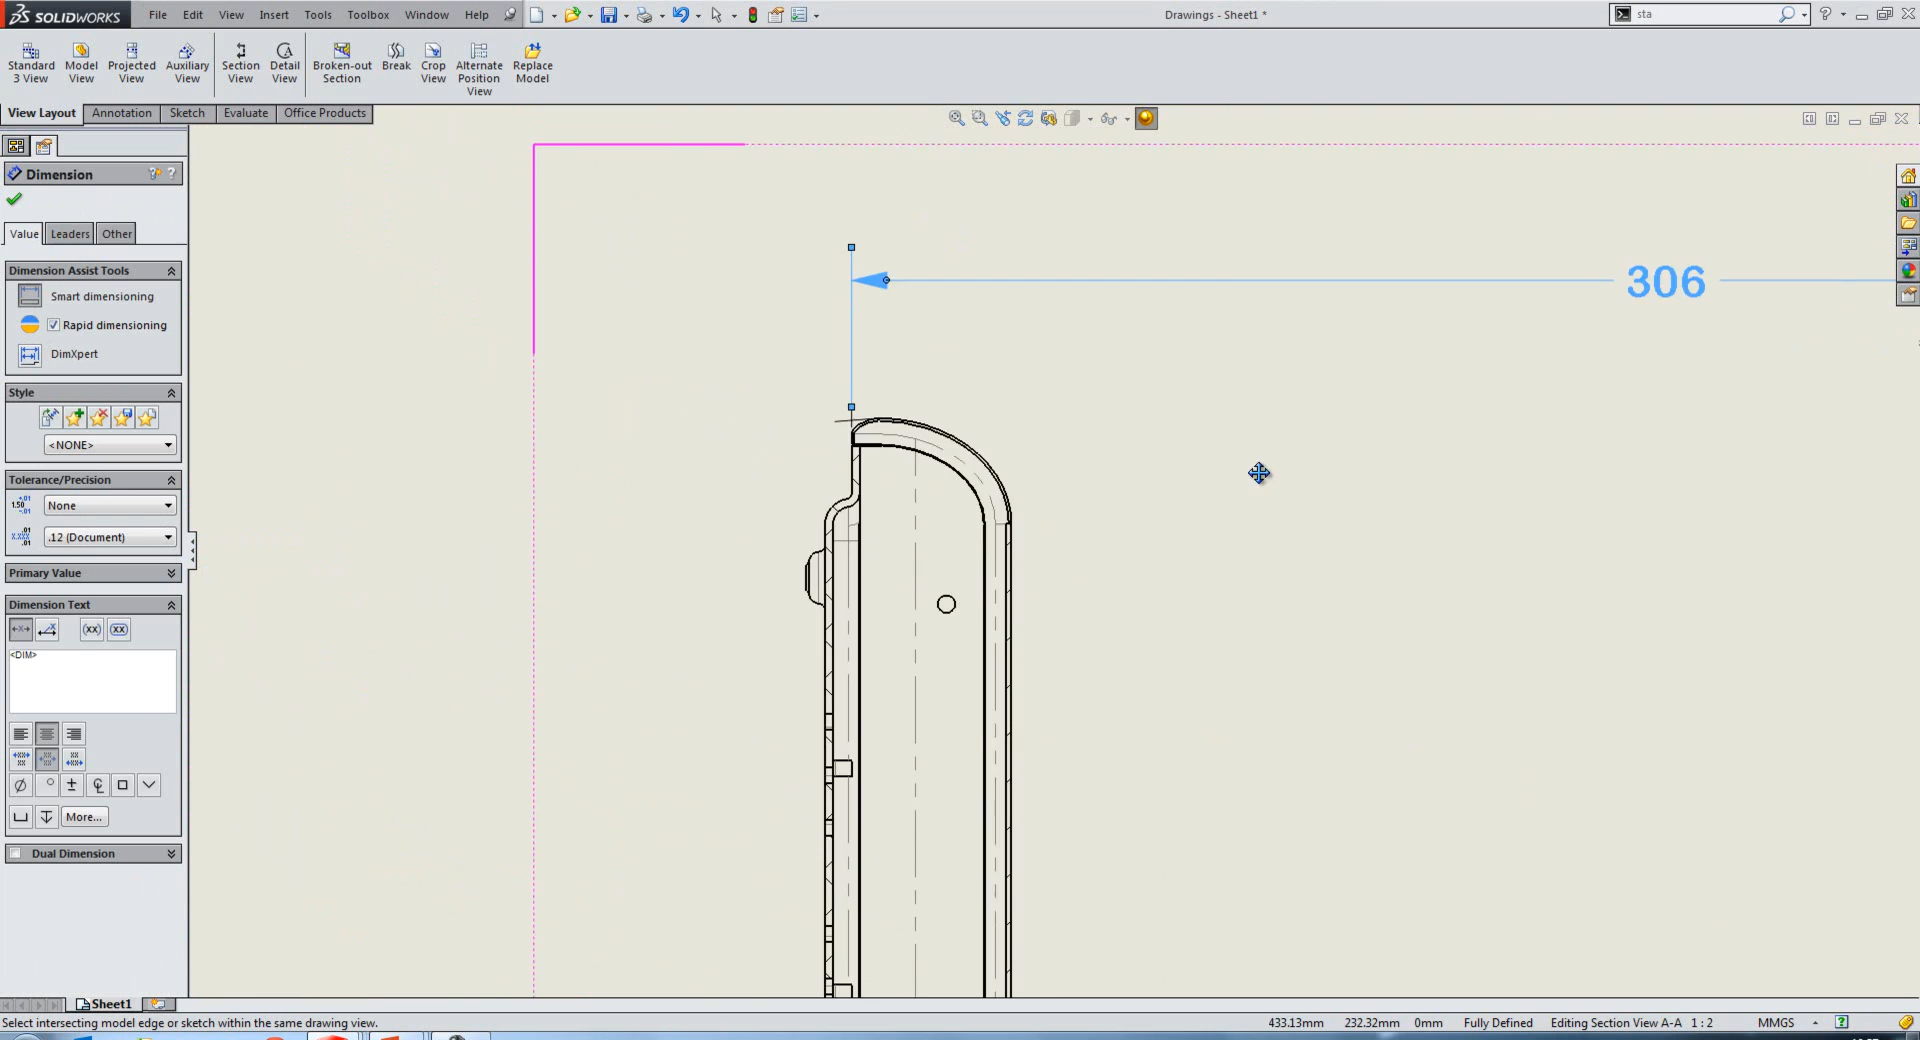 SOLIDWORKS File Edit View Insert Tools Toolbox Window Help Drawings - Sheet1 * sta
Standard 3 View
Model View
Projected View
Auxiliary View
Section View
Detail View
Broken-out Section
Break
Crop View
Alternate Position View
Replace Model
View Layout Annotation Sketch Evaluate Office Products
Dimension
Value Leaders Other
Dimension Assist Tools
Smart dimensioning
Rapid dimensioning
DimXpert
Style
<NONE>
Tolerance/Precision
None
.12 (Document)
Primary Value
Dimension Text
(xx) (xx)
<DIM>
More...
Dual Dimension
306
Sheet1
Select intersecting model edge or sketch within the same drawing view. 433.13mm 232.32mm 0mm Fully Defined Editing Section View A-A 1 : 2 MMGS